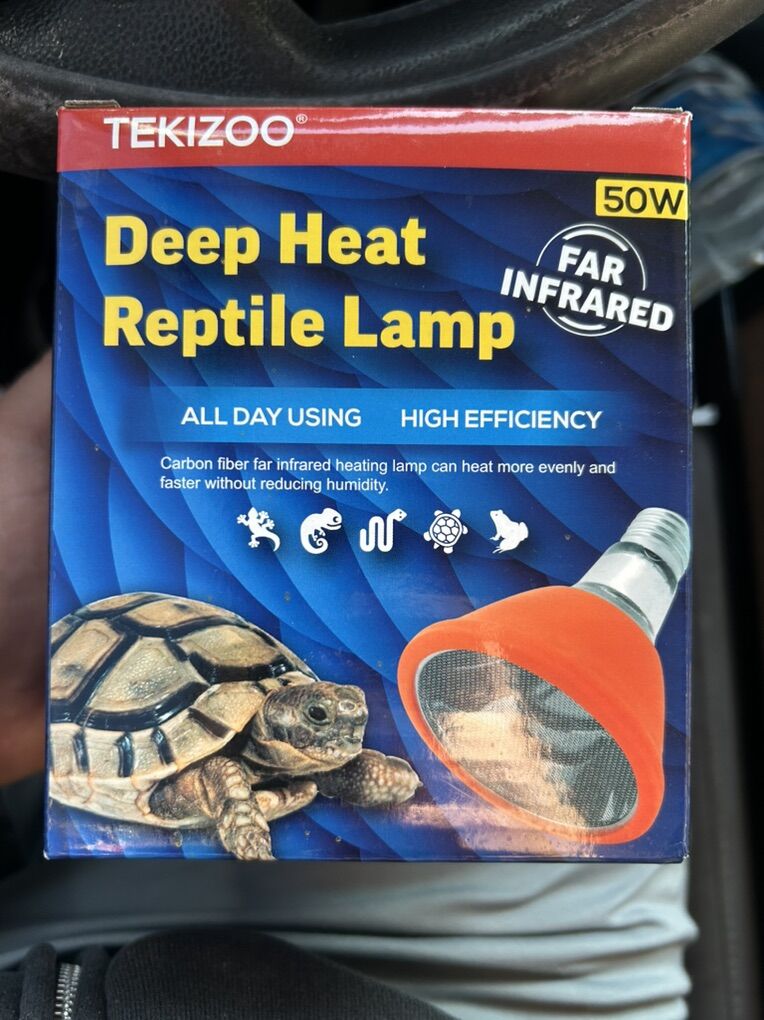 TEKIZOO®
50W
Deep Heat
Reptile Lamp
FAR
INFRARED
ALL DAY USING HIGH EFFICIENCY
Carbon fiber far infrared heating lamp can heat more evenly and
faster without reducing humidity.